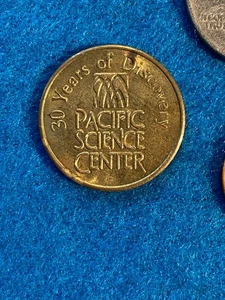 30 Years of Discovery
PACIFIC
SCIENCE
CENTER